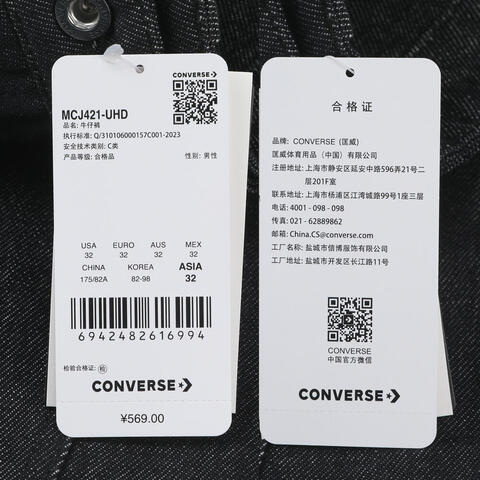 CONVERSE
MCJ421-UHD
品名: 牛仔裤
执行标准: Q/310106000157C001-2023
安全技术类别: C类
产品等级: 合格品
性别: 男性
USA EURO AUS MEX
32 32 32 32
CHINA KOREA ASIA
175/82A 82-98 32
6942482616994
检验合格证: 检
CONVERSE
¥569.00
合格证
品牌: CONVERSE (匡威)
匡威体育用品（中国）有限公司
注册地址: 上海市静安区延安中路596弄21号二
层201F室
联系地址: 上海市杨浦区江湾城路99号1座三层
电话: 4001 - 098 - 098
传真: 021 - 62889862
邮箱: China.CS@converse.com
工厂名称: 盐城市信博服饰有限公司
工厂地址: 盐城市开发区长江路11号
CONVERSE
中国官方微信
CONVERSE